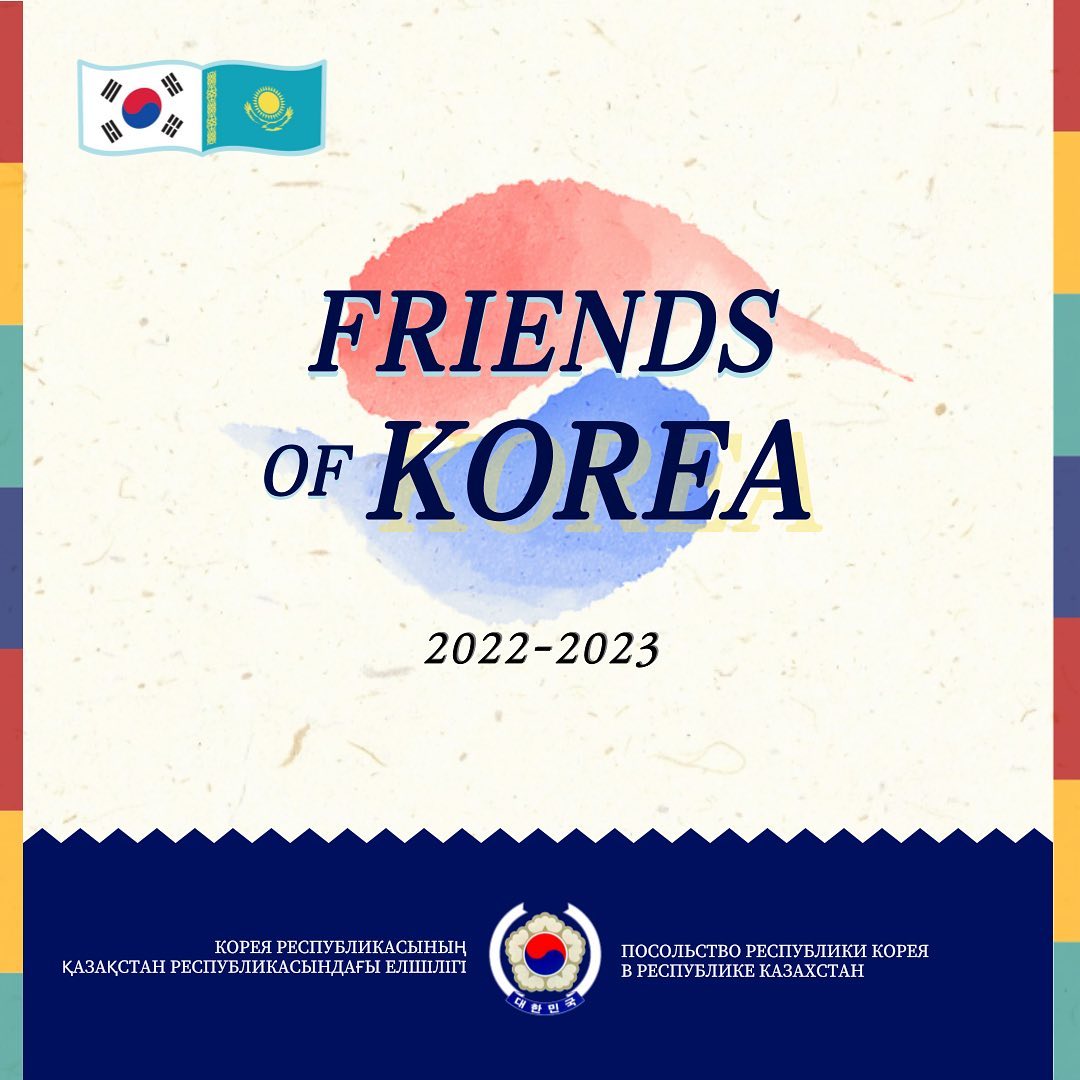 FRIENDS
OF KOREA
2022-2023
КОРЕЯ РЕСПУБЛИКАСЫНЫҢ
ҚАЗАҚСТАН РЕСПУБЛИКАСЫНДАҒЫ ЕЛШІЛІГІ
대한민국
ПОСОЛЬСТВО РЕСПУБЛИКИ КОРЕЯ
В РЕСПУБЛИКЕ КАЗАХСТАН